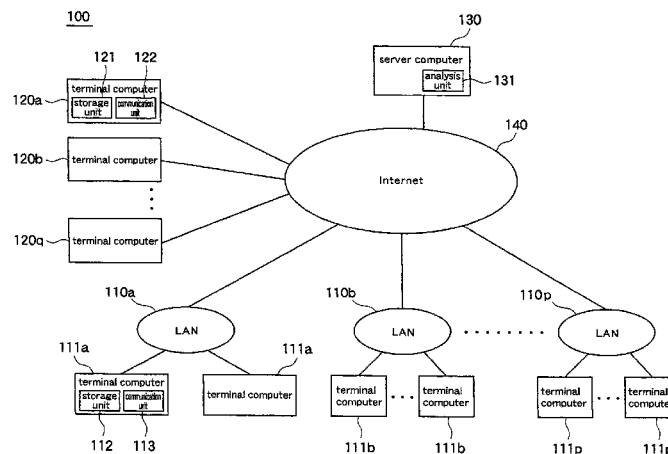 100
130
121
122
server computer
analysis
unit
131
terminal computer
storage
unit
communication
unit
120a
140
120b
terminal computer
Internet
120q
terminal computer
110a
110b
110p
LAN
LAN
LAN
111a
111a
terminal computer
storage
unit
communication
unit
terminal computer
terminal
computer
terminal
computer
terminal
computer
terminal
computer
112
113
111b
111b
111p